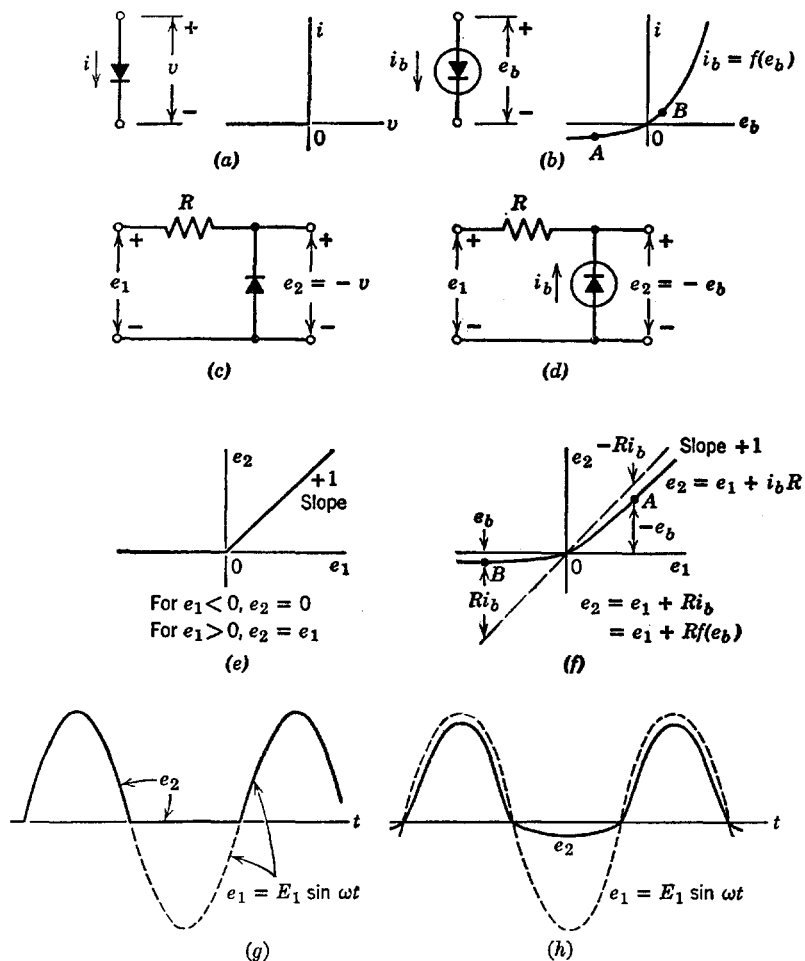 +
i
v
−
i
v
0
(a)
+
i_b
e_b
−
i
i_b = f(e_b)
B
A
0
e_b
(b)
R
+
e_1
−
+
e_2 = − v
−
(c)
R
+
e_1
−
i_b
+
e_2 = − e_b
−
(d)
e_2
+1
Slope
0
e_1
For e_1 < 0, e_2 = 0
For e_1 > 0, e_2 = e_1
(e)
e_2
−Ri_b
Slope +1
e_2 = e_1 + i_b R
A
−e_b
e_b
B
0
e_1
Ri_b
e_2 = e_1 + Ri_b
= e_1 + Rf(e_b)
(f)
e_2
t
e_1 = E_1 sin ωt
(g)
e_2
t
e_1 = E_1 sin ωt
(h)